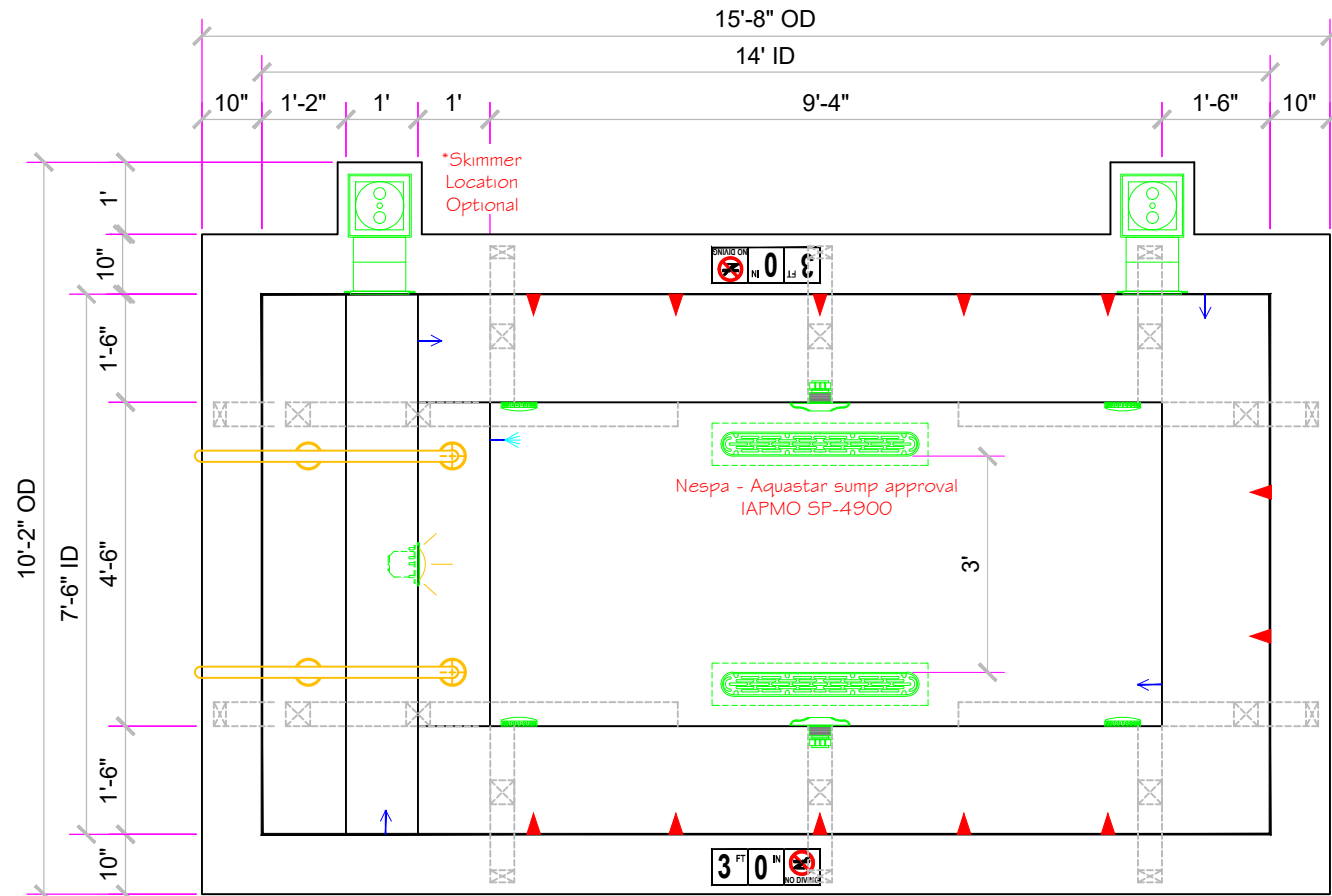 15'-8" OD
14' ID
10" 1'-2" 1' 1' 9'-4" 1'-6" 10"
*Skimmer
Location
Optional
1'
10"
1'-6"
4'-6"
1'-6"
10"
10'-2" OD
7'-6" ID
3 FT 0 IN NO DIVING
Nespa - Aquastar sump approval
IAPMO SP-4900
3'
3 FT 0 IN NO DIVING